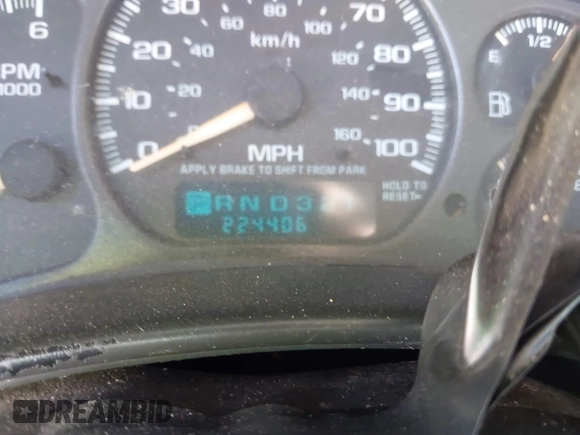 6
PM
1000
0
10
20
30
70
80
90
100
20
40
60
80
100
120
140
160
km/h
MPH
E
1/2
APPLY BRAKE TO SHIFT FROM PARK
HOLD TO
RESET
P R N D 3
224406
DREAMBID